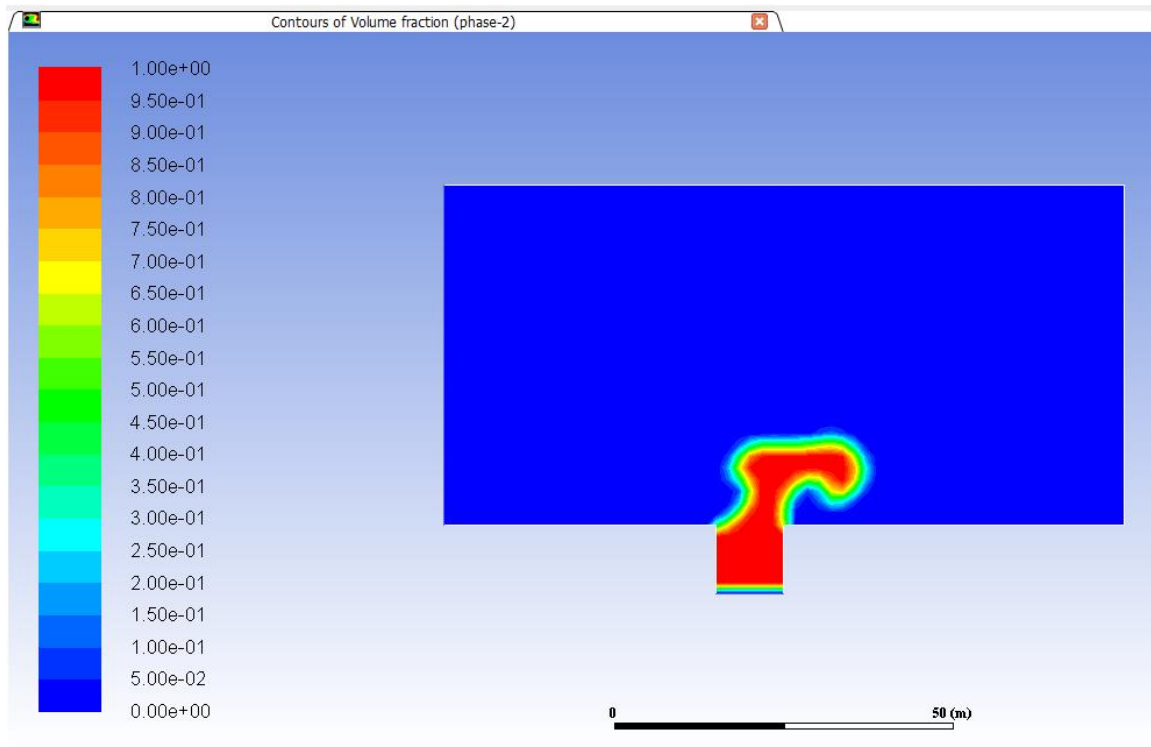 Contours of Volume fraction (phase-2)
1.00e+00
9.50e-01
9.00e-01
8.50e-01
8.00e-01
7.50e-01
7.00e-01
6.50e-01
6.00e-01
5.50e-01
5.00e-01
4.50e-01
4.00e-01
3.50e-01
3.00e-01
2.50e-01
2.00e-01
1.50e-01
1.00e-01
5.00e-02
0.00e+00
0 50 (m)